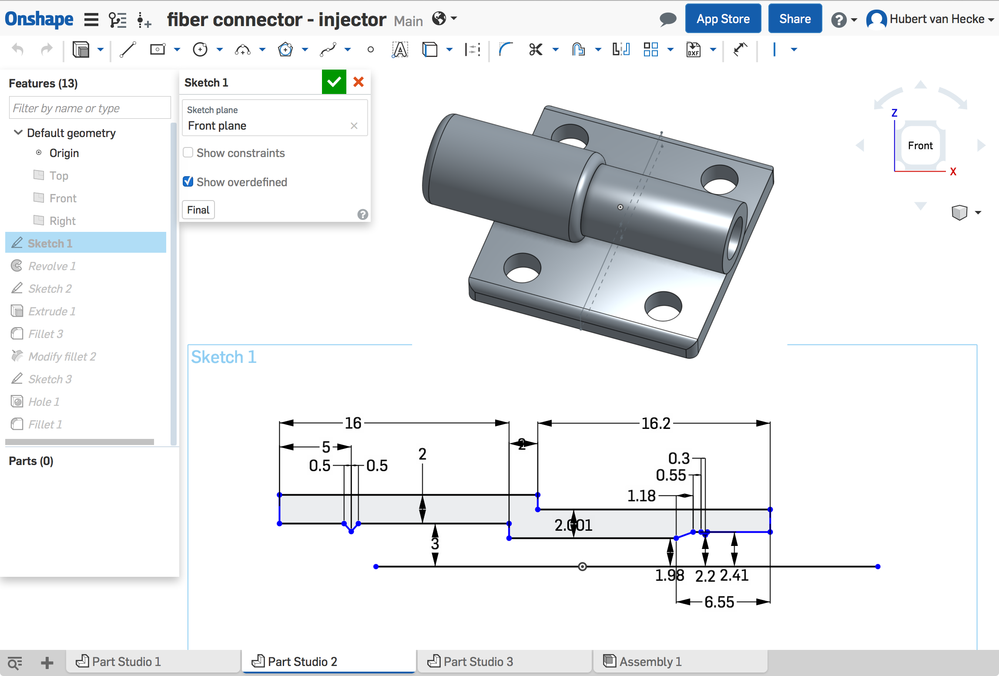 Onshape fiber connector - injector Main App Store Share Hubert van Hecke
DXF
Features (13)
Filter by name or type
Default geometry
Origin
Top
Front
Right
Sketch 1
Revolve 1
Sketch 2
Extrude 1
Fillet 3
Modify fillet 2
Sketch 3
Hole 1
Fillet 1
Parts (0)
Sketch 1
Sketch plane
Front plane
Show constraints
Show overdefined
Final
Z
Front
X
Sketch 1
16
16.2
2
5
2
0.5
0.5
0.3
0.55
1.18
2.001
3
1.98
2.2
2.41
6.55
Part Studio 1
Part Studio 2
Part Studio 3
Assembly 1